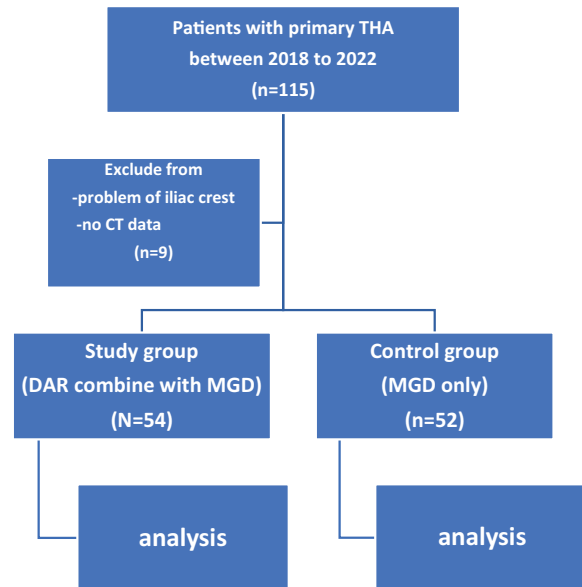 Patients with primary THA
between 2018 to 2022
(n=115)
Exclude from
-problem of iliac crest
-no CT data
(n=9)
Study group
(DAR combine with MGD)
(N=54)
Control group
(MGD only)
(n=52)
analysis
analysis